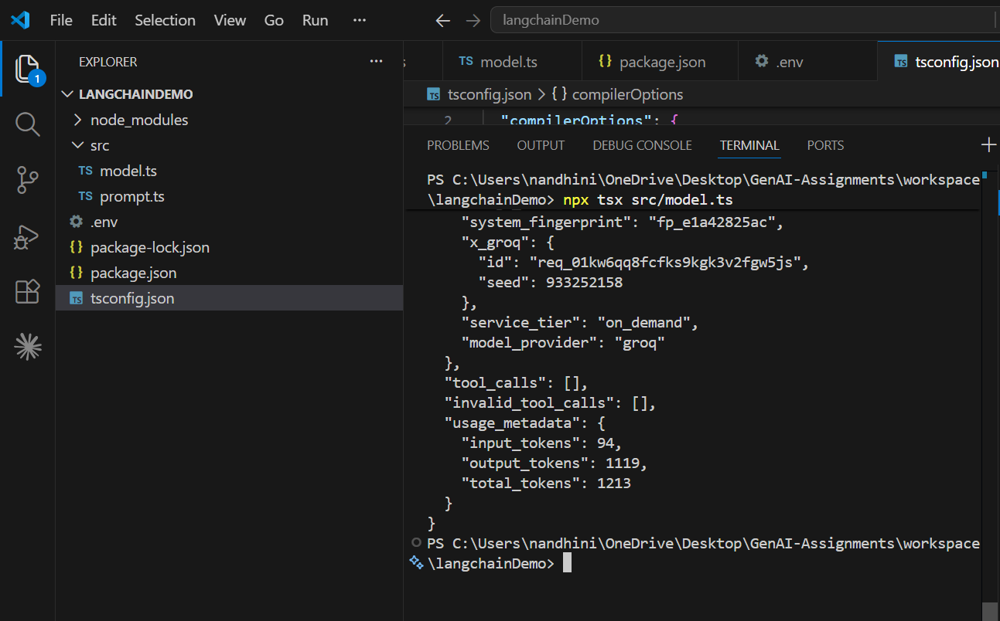 File Edit Selection View Go Run ···
langchainDemo
EXPLORER ···
LANGCHAINDEMO
node_modules
src
TS model.ts
TS prompt.ts
.env
{} package-lock.json
{} package.json
TS tsconfig.json
1
s TS model.ts {} package.json .env TS tsconfig.json
TS tsconfig.json > {} compilerOptions
2 "compilerOptions": {
PROBLEMS OUTPUT DEBUG CONSOLE TERMINAL PORTS
PS C:\Users\nandhini\OneDrive\Desktop\GenAI-Assignments\workspace
\langchainDemo> npx tsx src/model.ts
"system_fingerprint": "fp_e1a42825ac",
"x_groq": {
"id": "req_01kw6qq8fcfks9kgk3v2fgw5js",
"seed": 933252158
},
"service_tier": "on_demand",
"model_provider": "groq"
},
"tool_calls": [],
"invalid_tool_calls": [],
"usage_metadata": {
"input_tokens": 94,
"output_tokens": 1119,
"total_tokens": 1213
}
}
PS C:\Users\nandhini\OneDrive\Desktop\GenAI-Assignments\workspace
\langchainDemo>